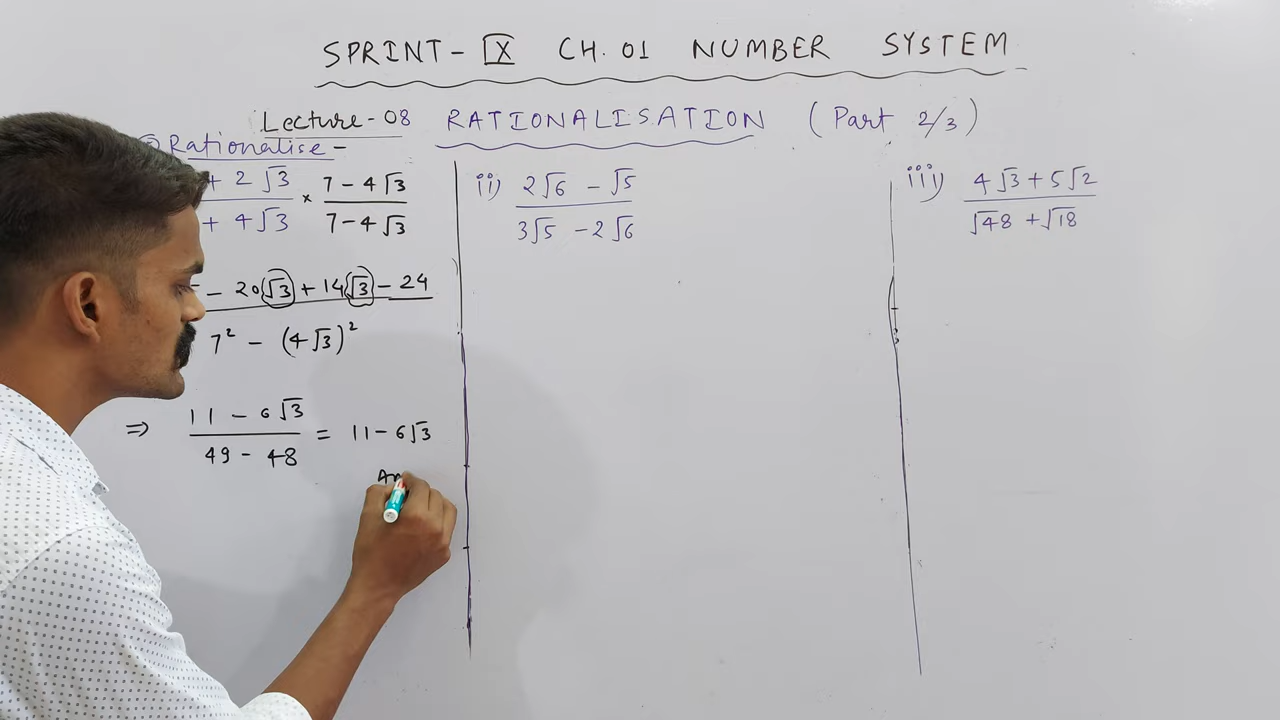 SPRINT- IX CH. 01 NUMBER SYSTEM
Lecture-08 RATIONALISATION (Part 2/3)
Rationalise-
+ 2√3 × 7 - 4√3
+ 4√3 7 - 4√3
- 20√3 + 14√3 - 24
7² - (4√3)²
⇒ 11 - 6√3 = 11 - 6√3
49 - 48
An
ii) 2√6 - √5
3√5 - 2√6
iii) 4√3 + 5√2
√48 + √18